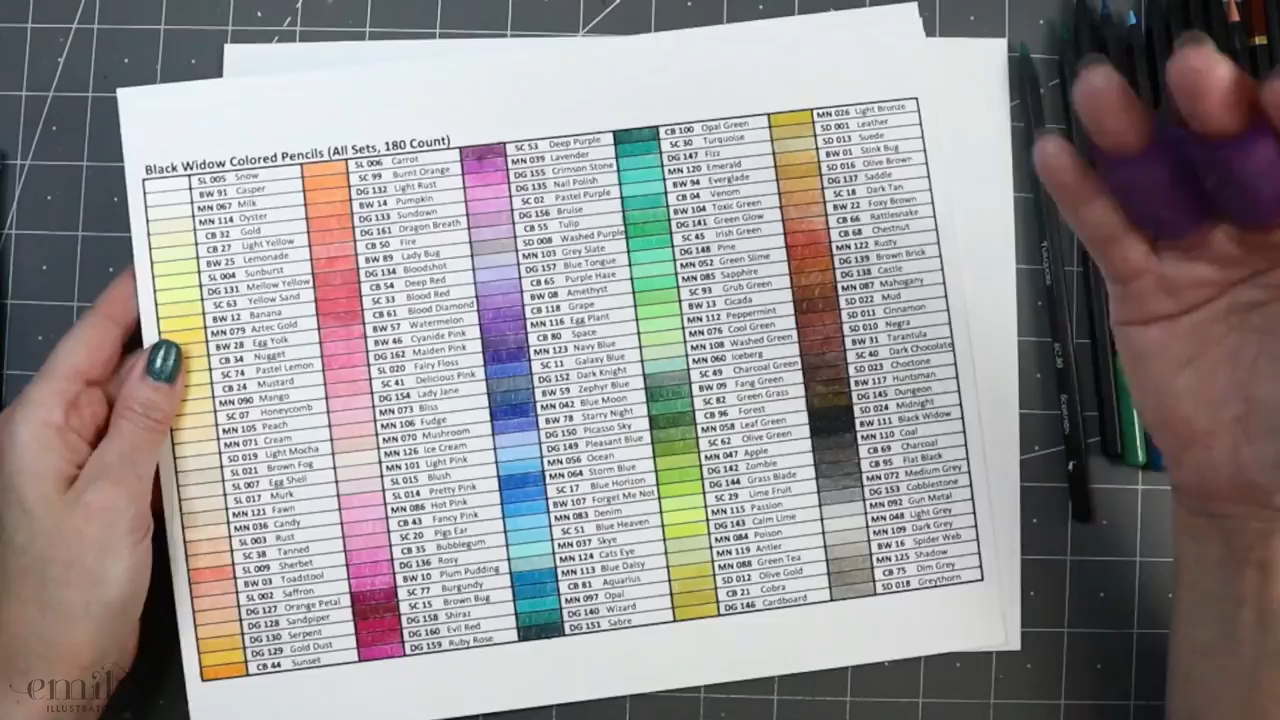 Black Widow Colored Pencils (All Sets, 180 Count)
SL 005 Snow
BW 91 Casper
MN 067 Milk
MN 114 Oyster
CB 32 Gold
CB 27 Light Yellow
BW 25 Lemonade
SL 004 Sunburst
DG 131 Mellow Yellow
SC 63 Yellow Sand
BW 12 Banana
MN 079 Aztec Gold
BW 28 Egg Yolk
CB 34 Nugget
SC 74 Pastel Lemon
CB 24 Mustard
MN 090 Mango
SC 07 Honeycomb
MN 105 Peach
MN 071 Cream
SD 019 Light Mocha
SL 021 Brown Fog
SL 007 Egg Shell
SL 017 Murk
MN 121 Fawn
MN 036 Candy
SL 003 Rust
SC 38 Tanned
SL 009 Sherbet
BW 03 Toadstool
SL 002 Saffron
DG 127 Orange Petal
DG 128 Sandpiper
DG 130 Serpent
DG 129 Gold Dust
CB 44 Sunset
SL 006 Carrot
SC 99 Burnt Orange
DG 132 Light Rust
BW 14 Pumpkin
DG 133 Sundown
DG 161 Dragon Breath
CB 50 Fire
BW 89 Lady Bug
DG 134 Bloodshot
CB 54 Deep Red
SC 33 Blood Red
CB 61 Blood Diamond
BW 57 Watermelon
BW 46 Cyanide Pink
DG 162 Maiden Pink
SL 020 Fairy Floss
SC 41 Delicious Pink
DG 154 Lady Jane
MN 073 Bliss
MN 106 Fudge
MN 070 Mushroom
MN 126 Ice Cream
MN 101 Light Pink
SL 015 Blush
SL 014 Pretty Pink
MN 086 Hot Pink
CB 43 Fancy Pink
SC 20 Pigs Ear
CB 35 Bubblegum
DG 136 Rosy
BW 10 Plum Pudding
SC 77 Burgundy
SC 15 Brown Bug
DG 158 Shiraz
DG 160 Evil Red
DG 159 Ruby Rose
SC 53 Deep Purple
MN 039 Lavender
DG 155 Crimson Stone
DG 135 Nail Polish
SC 02 Pastel Purple
DG 156 Bruise
CB 55 Tulip
SD 008 Washed Purple
MN 103 Grey Slate
DG 157 Blue Tongue
CB 65 Purple Haze
BW 08 Amethyst
CB 118 Grape
MN 116 Egg Plant
CB 80 Space
MN 123 Navy Blue
SC 11 Galaxy Blue
DG 152 Dark Knight
BW 59 Zephyr Blue
MN 042 Blue Moon
BW 78 Starry Night
DG 150 Picasso Sky
DG 149 Pleasant Blue
MN 056 Ocean
MN 064 Storm Blue
SC 17 Blue Horizon
BW 107 Forget Me Not
MN 083 Denim
SC 51 Blue Heaven
MN 037 Skye
MN 124 Cats Eye
MN 113 Blue Daisy
CB 81 Aquarius
MN 097 Opal
DG 140 Wizard
DG 151 Sabre
CB 100 Opal Green
SC 30 Turquoise
DG 147 Fizz
MN 120 Emerald
BW 94 Everglade
CB 04 Venom
BW 104 Toxic Green
DG 141 Green Glow
SC 45 Irish Green
DG 148 Pine
MN 052 Green Slime
MN 085 Sapphire
SC 93 Grub Green
BW 13 Cicada
MN 112 Peppermint
MN 076 Cool Green
MN 108 Washed Green
MN 060 Iceberg
SC 49 Charcoal Green
BW 09 Fang Green
SC 82 Green Grass
CB 96 Forest
MN 058 Leaf Green
SC 62 Olive Green
MN 047 Apple
DG 142 Zombie
DG 144 Grass Blade
SC 29 Lime Fruit
MN 115 Passion
DG 143 Calm Lime
MN 084 Poison
MN 119 Antler
MN 088 Green Tea
SD 012 Olive Gold
CB 21 Cobra
DG 146 Cardboard
MN 026 Light Bronze
SD 001 Leather
SD 013 Suede
BW 01 Stink Bug
SD 016 Olive Brown
DG 137 Saddle
SC 18 Dark Tan
BW 22 Foxy Brown
CB 66 Rattlesnake
CB 68 Chestnut
MN 122 Rusty
DG 139 Brown Brick
DG 138 Castle
MN 087 Mahogany
SD 022 Mud
SD 011 Cinnamon
SD 010 Negra
BW 31 Tarantula
SC 40 Dark Chocolate
SD 023 Choctone
BW 117 Huntsman
DG 145 Dungeon
SD 024 Midnight
BW 111 Black Widow
MN 110 Coal
CB 69 Charcoal
CB 95 Flat Black
MN 072 Medium Grey
DG 153 Cobblestone
MN 092 Gun Metal
MN 048 Light Grey
MN 109 Dark Grey
BW 16 Spider Web
MN 125 Shadow
CB 75 Dim Grey
SD 018 Greythorn